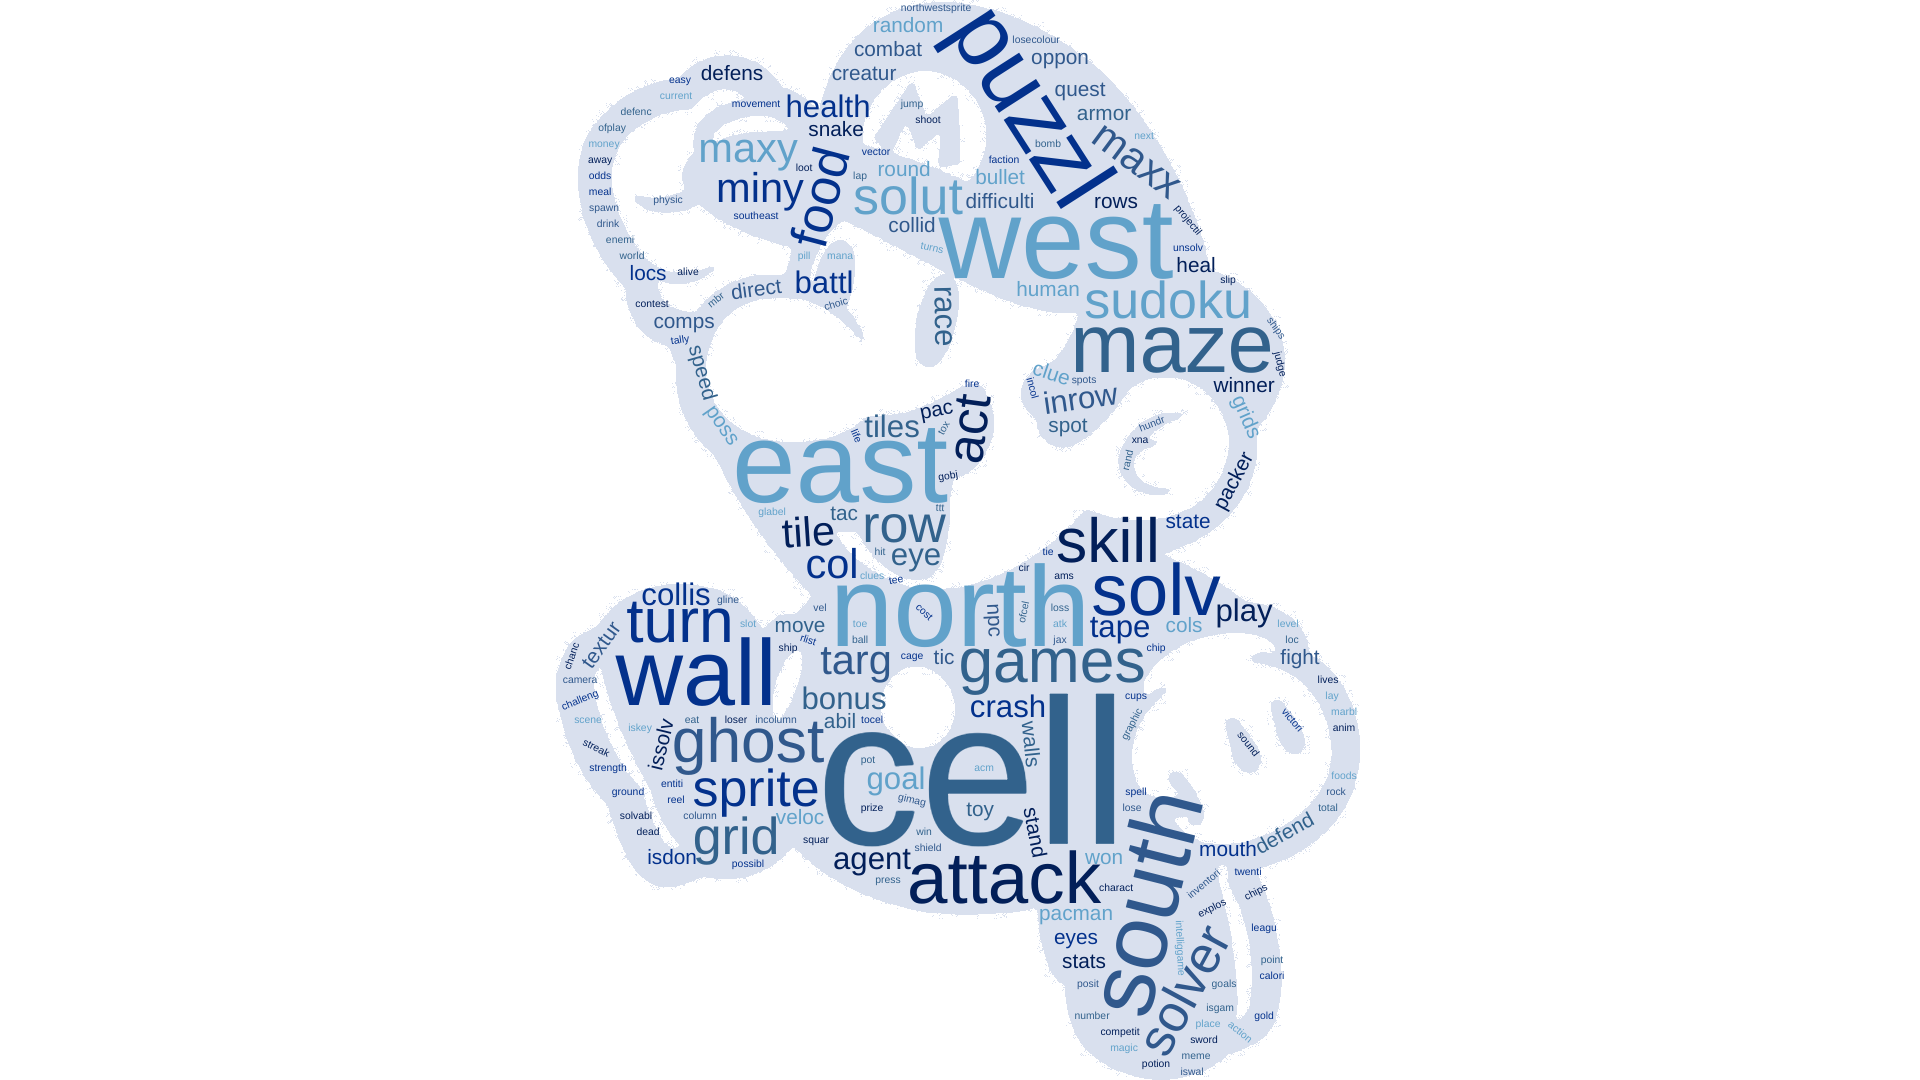 northwestsprite
random
losecolour
combat
puzzl
oppon
creatur
defens
easy
current
quest
movement
health
jump
armor
defenc
shoot
snake
ofplay
maxx
next
money
maxy
bomb
away
vector
faction
loot
food
round
odds
lap
bullet
miny
meal
solut
difficulti
rows
physic
spawn
southeast
projectil
drink
collid
west
enemi
turns
unsolv
world
pill
mana
heal
locs
alive
battl
slip
direct
human
sudoku
mbr
choic
contest
race
comps
ships
tally
maze
judge
speed
clue
spots
winner
fire
incol
inrow
grids
pac
act
poss
tiles
spot
hundr
life
tox
xna
east
rand
gobj
packer
glabel
tac
ttt
row
state
tile
skill
hit
eye
tie
col
cir
clues
tee
ams
north
solv
collis
gline
vel
cost
npc
ofcel
loss
play
turn
slot
move
toe
atk
tape
cols
level
textur
rlist
ball
jax
loc
chanc
ship
targ
cage
tic
games
chip
fight
wall
camera
lives
challeng
bonus
cups
lay
crash
graphic
marbl
scene
eat
loser
incolumn
abil
tocel
victori
iskey
anim
issolv
ghost
walls
sound
streak
cell
pot
strength
acm
goal
foods
entiti
sprite
ground
gimag
spell
rock
reel
prize
toy
lose
total
solvabl
column
veloc
stand
south
dead
grid
win
defend
squar
shield
mouth
isdon
possibl
agent
won
press
attack
charact
twenti
inventori
chips
pacman
explos
leagu
eyes
intelliggame
stats
solver
point
calori
posit
goals
isgam
number
gold
place
action
competit
sword
magic
meme
potion
iswal